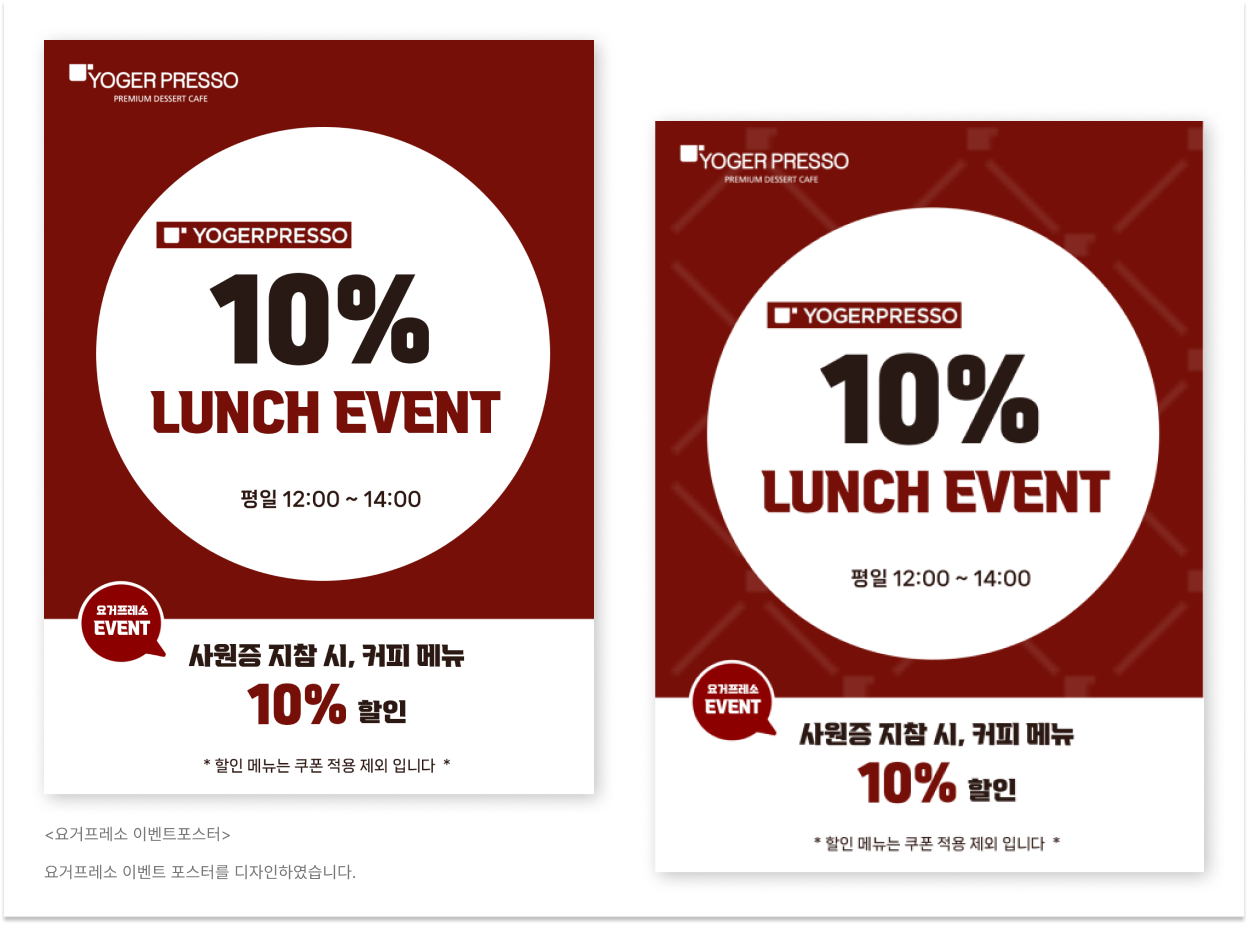 YOGER PRESSO
PREMIUM DESSERT CAFE
YOGERPRESSO
10%
LUNCH EVENT
평일 12:00 ~ 14:00
요거프레소
EVENT
사원증 지참 시, 커피 메뉴
10% 할인
* 할인 메뉴는 쿠폰 적용 제외 입니다 *
<요거프레소 이벤트포스터>
요거프레소 이벤트 포스터를 디자인하였습니다.
YOGER PRESSO
PREMIUM DESSERT CAFE
YOGERPRESSO
10%
LUNCH EVENT
평일 12:00 ~ 14:00
요거프레소
EVENT
사원증 지참 시, 커피 메뉴
10% 할인
* 할인 메뉴는 쿠폰 적용 제외 입니다 *